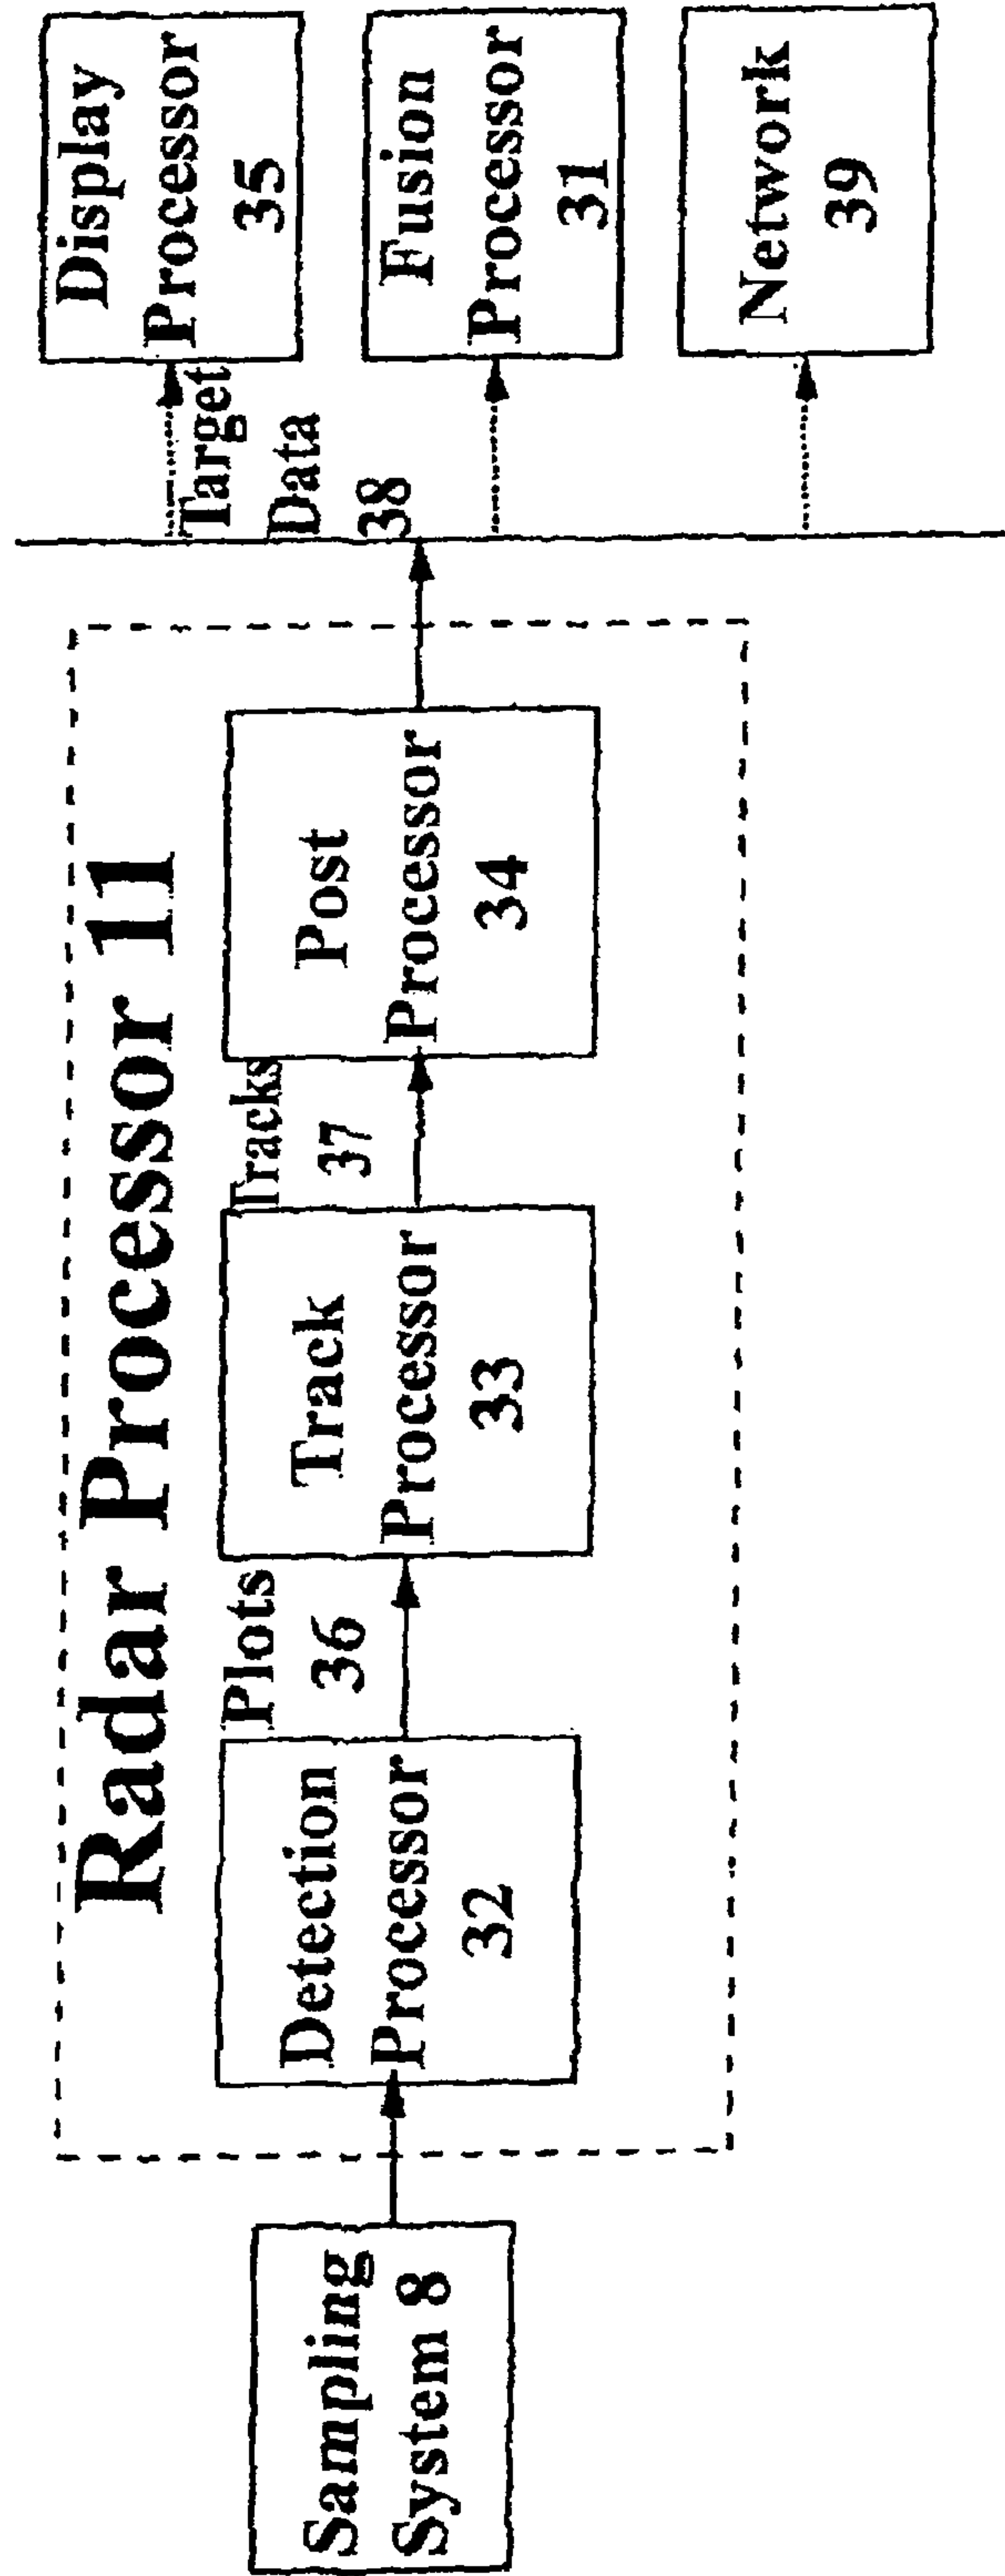 Radar Processor 11
Sampling
System 8
Detection
Processor
32
Plots
36
Track
Processor
33
Tracks
37
Post
Processor
34
Target
Data
38
Display
Processor
35
Fusion
Processor
31
Network
39